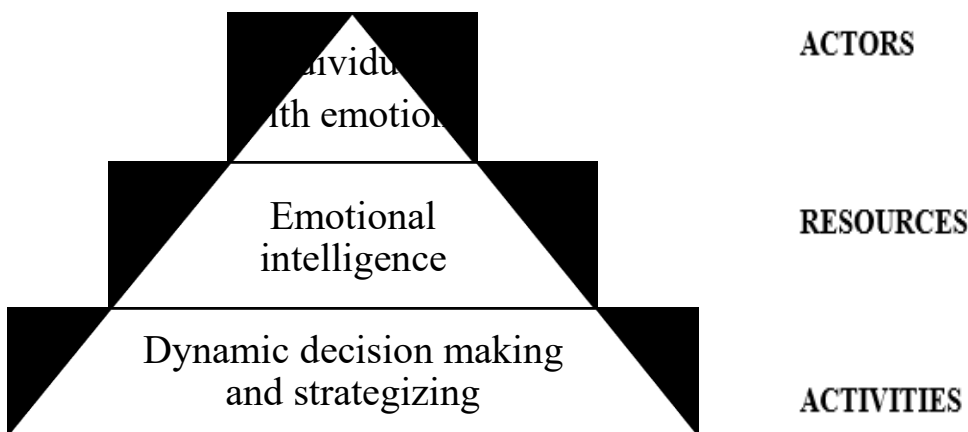 ACTORS
Emotional
intelligence
RESOURCES
Dynamic decision making
and strategizing
ACTIVITIES